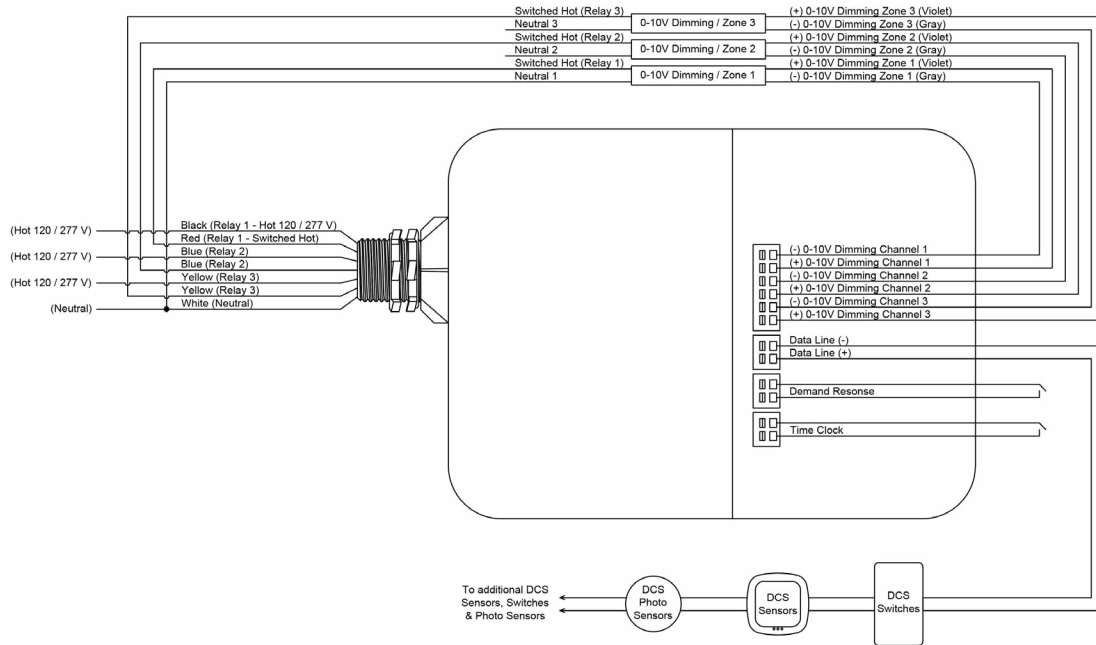 Switched Hot (Relay 3)
Neutral 3
0-10V Dimming / Zone 3
(+) 0-10V Dimming Zone 3 (Violet)
(-) 0-10V Dimming Zone 3 (Gray)
Switched Hot (Relay 2)
Neutral 2
0-10V Dimming / Zone 2
(+) 0-10V Dimming Zone 2 (Violet)
(-) 0-10V Dimming Zone 2 (Gray)
Switched Hot (Relay 1)
Neutral 1
0-10V Dimming / Zone 1
(+) 0-10V Dimming Zone 1 (Violet)
(-) 0-10V Dimming Zone 1 (Gray)
(Hot 120 / 277 V)
(Hot 120 / 277 V)
(Hot 120 / 277 V)
(Neutral)
Black (Relay 1 - Hot 120 / 277 V)
Red (Relay 1 - Switched Hot)
Blue (Relay 2)
Blue (Relay 2)
Yellow (Relay 3)
Yellow (Relay 3)
White (Neutral)
(-) 0-10V Dimming Channel 1
(+) 0-10V Dimming Channel 1
(-) 0-10V Dimming Channel 2
(+) 0-10V Dimming Channel 2
(-) 0-10V Dimming Channel 3
(+) 0-10V Dimming Channel 3
Data Line (-)
Data Line (+)
Demand Resonse
Time Clock
To additional DCS
Sensors, Switches
& Photo Sensors
DCS
Photo
Sensors
DCS
Sensors
DCS
Switches